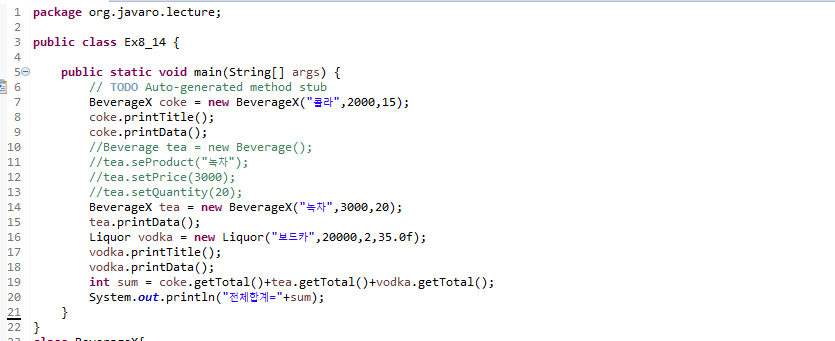 1 package org.javaro.lecture;
2
3 public class Ex8_14 {
4
5 public static void main(String[] args) {
6 // TODO Auto-generated method stub
7 BeverageX coke = new BeverageX("콜라",2000,15);
8 coke.printTitle();
9 coke.printData();
10 //Beverage tea = new Beverage();
11 //tea.seProduct("녹차");
12 //tea.setPrice(3000);
13 //tea.setQuantity(20);
14 BeverageX tea = new BeverageX("녹차",3000,20);
15 tea.printData();
16 Liquor vodka = new Liquor("보드카",20000,2,35.0f);
17 vodka.printTitle();
18 vodka.printData();
19 int sum = coke.getTotal()+tea.getTotal()+vodka.getTotal();
20 System.out.println("전체합계="+sum);
21 }
22 }
class BeverageX{